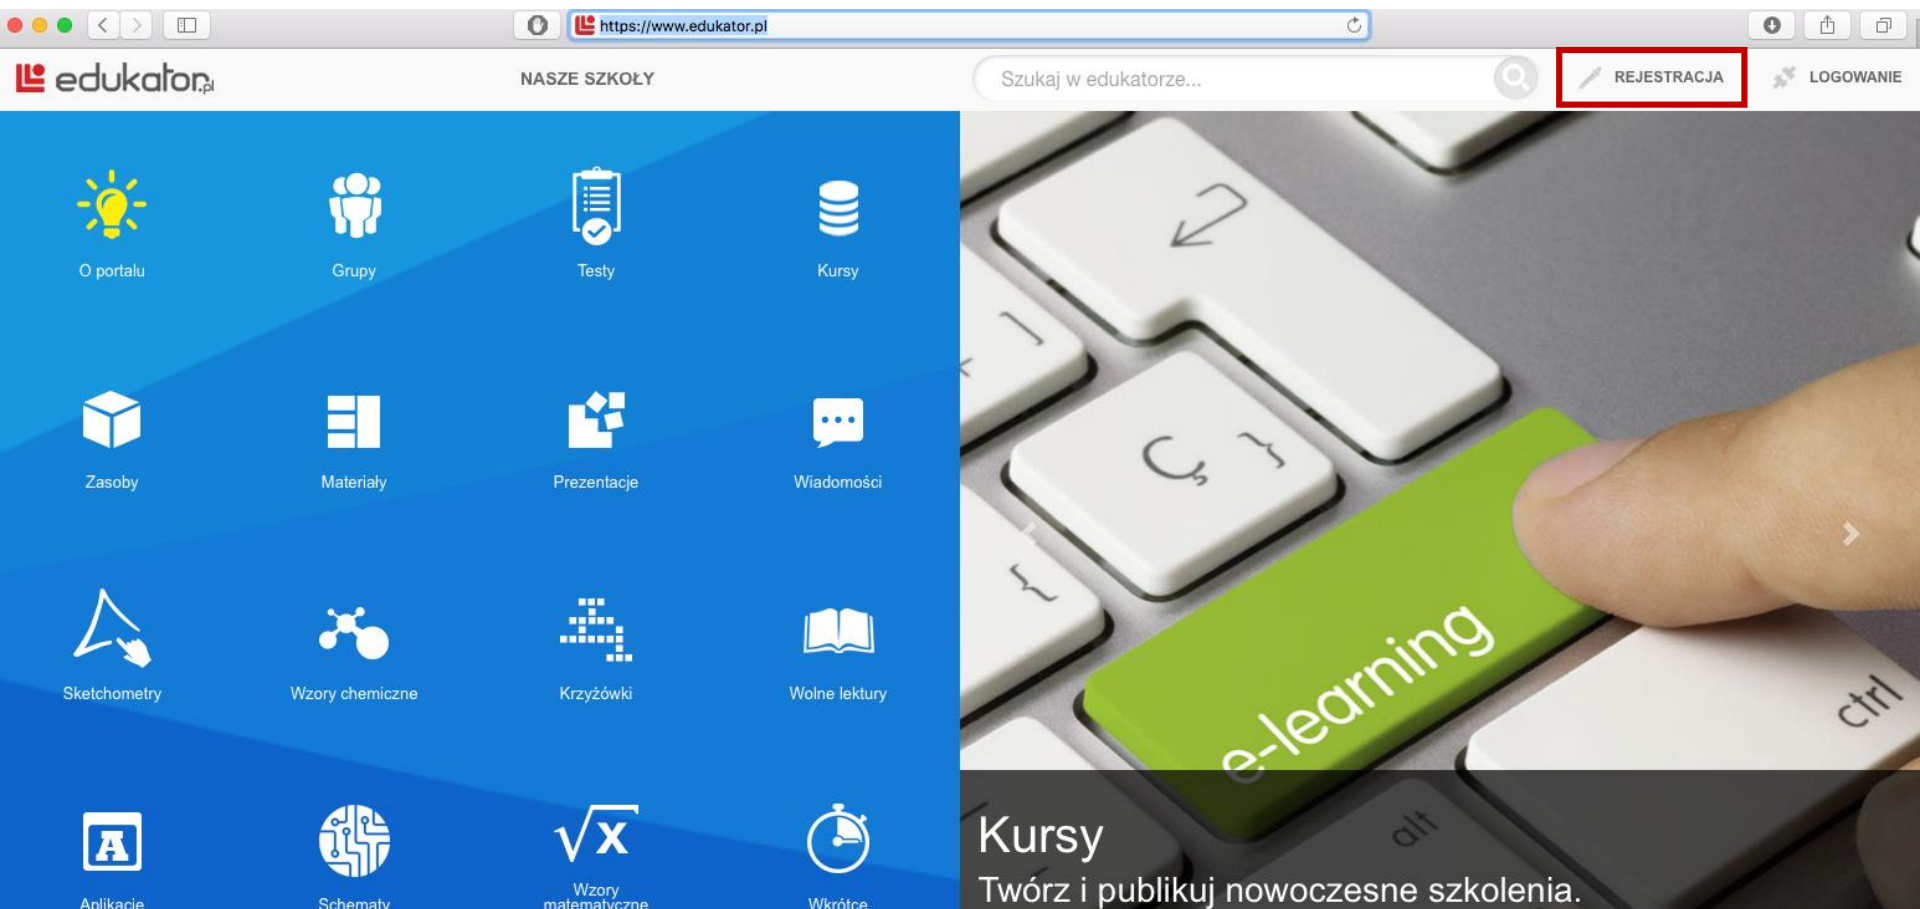 https://www.edukator.pl
edukator.pl
NASZE SZKOŁY
Szukaj w edukatorze...
REJESTRACJA
LOGOWANIE
O portalu
Grupy
Testy
Kursy
Zasoby
Materiały
Prezentacje
Wiadomości
Sketchometry
Wzory chemiczne
Krzyżówki
Wolne lektury
A
√x
Aplikacje
Schematy
Wzory
matematyczne
Wkrótce
+ ]
Ç }
{
e-learning
ctrl
alt
Kursy
Twórz i publikuj nowoczesne szkolenia.